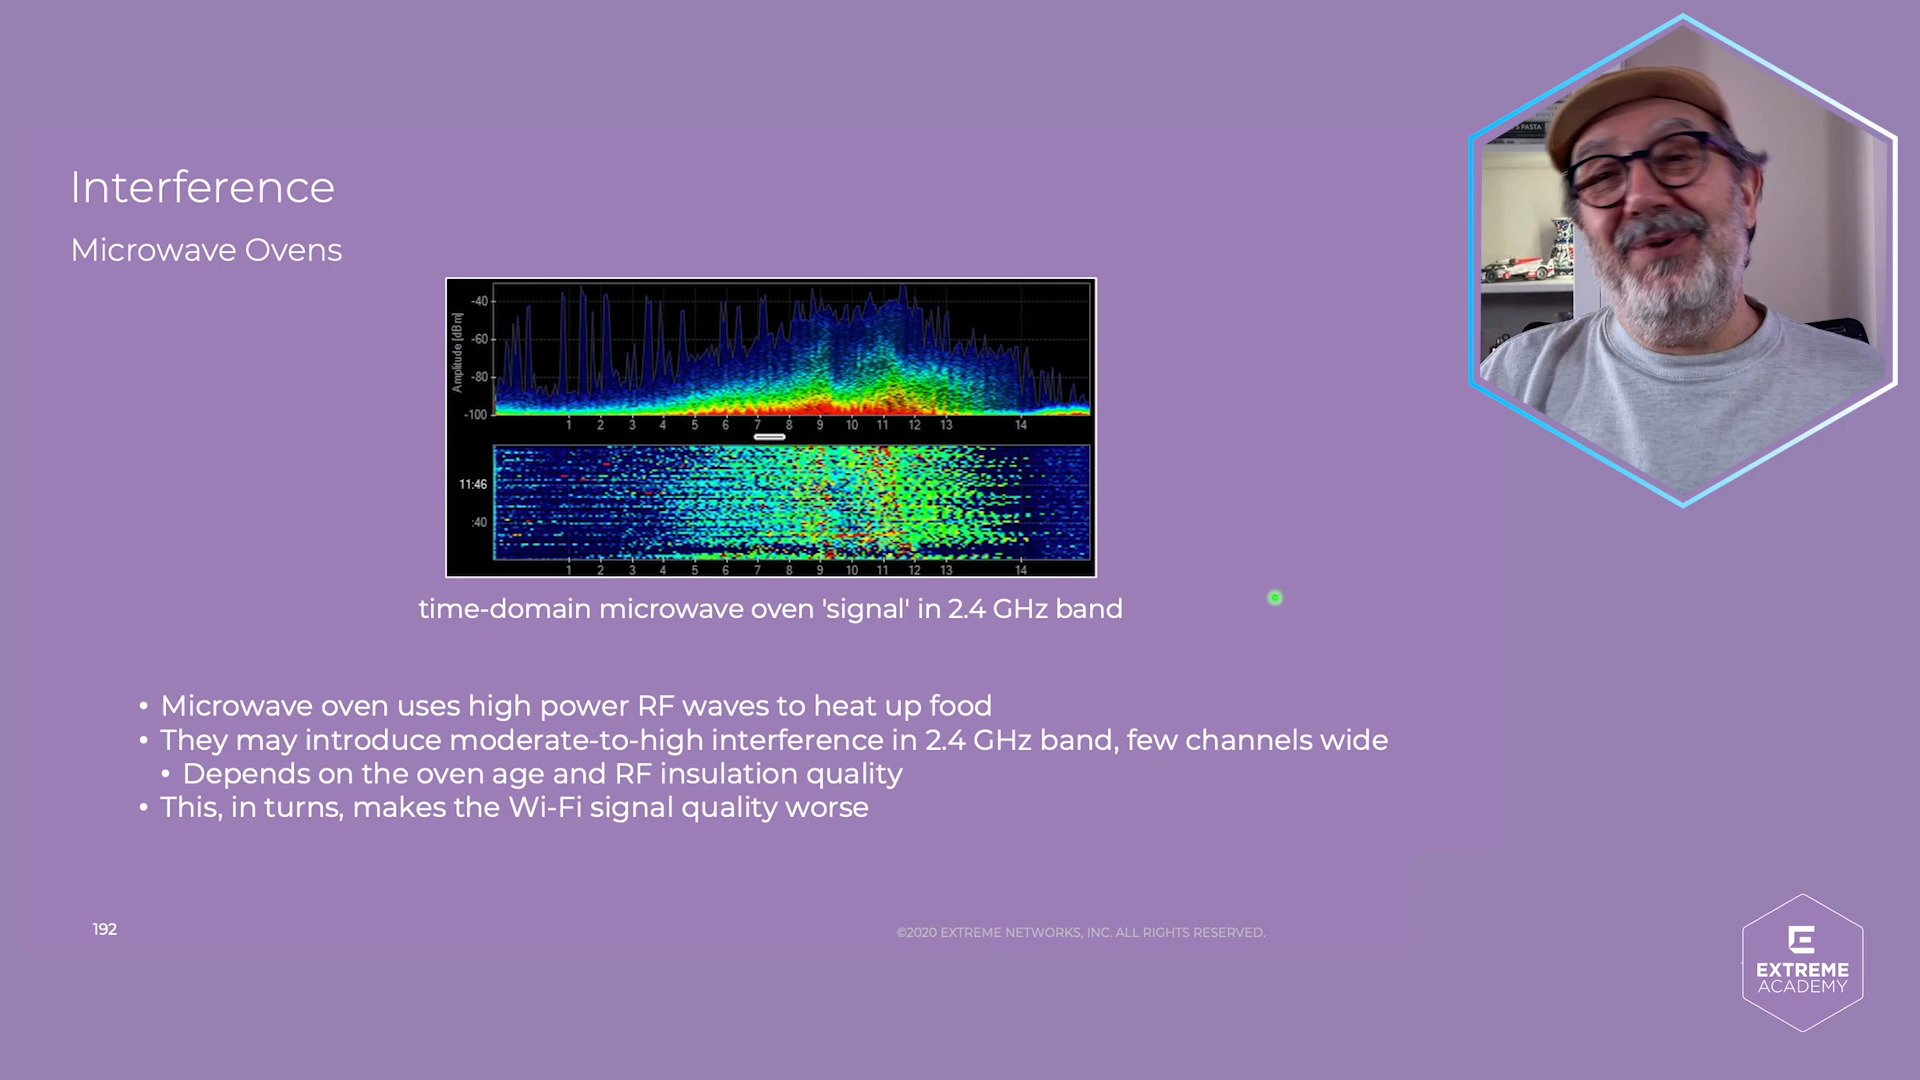 Interference
Microwave Ovens
PASTA
Amplitude [dBm]
-40
-60
-80
-100
1 2 3 4 5 6 7 8 9 10 11 12 13 14
11:46
:40
1 2 3 4 5 6 7 8 9 10 11 12 13 14
time-domain microwave oven 'signal' in 2.4 GHz band
• Microwave oven uses high power RF waves to heat up food
• They may introduce moderate-to-high interference in 2.4 GHz band, few channels wide
• Depends on the oven age and RF insulation quality
• This, in turns, makes the Wi-Fi signal quality worse
192
©2020 EXTREME NETWORKS, INC. ALL RIGHTS RESERVED.
EXTREME
ACADEMY